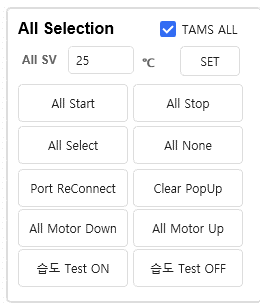 All Selection TAMS ALL
All SV 25 ℃ SET
All Start All Stop
All Select All None
Port ReConnect Clear PopUp
All Motor Down All Motor Up
습도 Test ON 습도 Test OFF